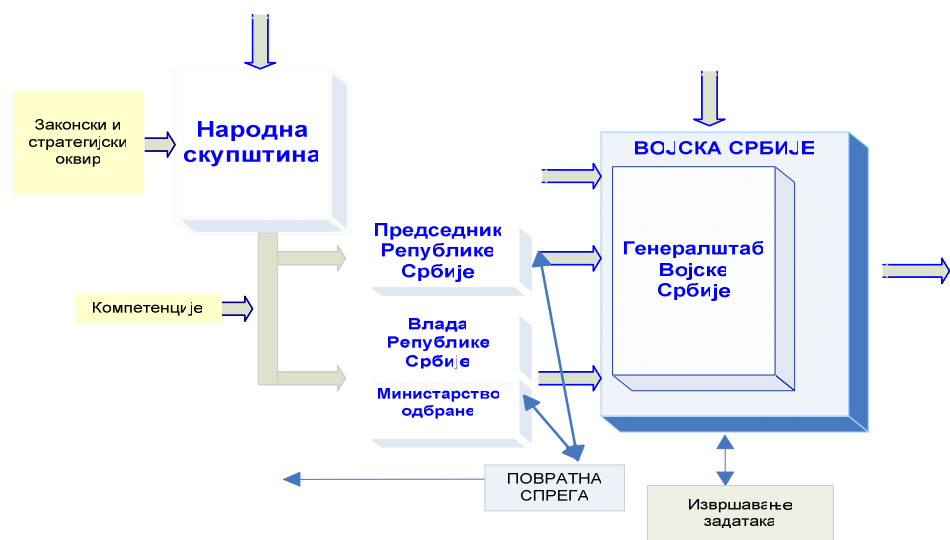 Законски и
стратегијски
оквир
Народна
скупштина
ВОЈСКА СРБИЈЕ
Председник
Републике
Србије
Генералштаб
Војске
Србије
Компетенције
Влада
Републике
Србије
Министарство
одбране
ПОВРАТНА
СПРЕГА
Извршавање
задатака